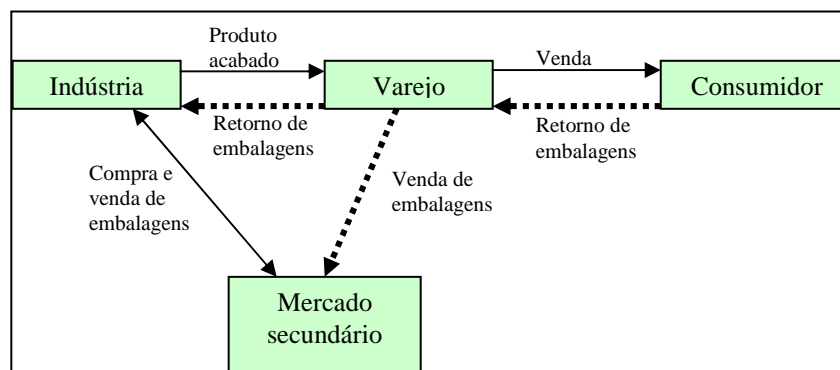 Produto
acabado
Venda
Indústria
Varejo
Consumidor
Retorno de
embalagens
Retorno de
embalagens
Compra e
venda de
embalagens
Venda de
embalagens
Mercado
secundário